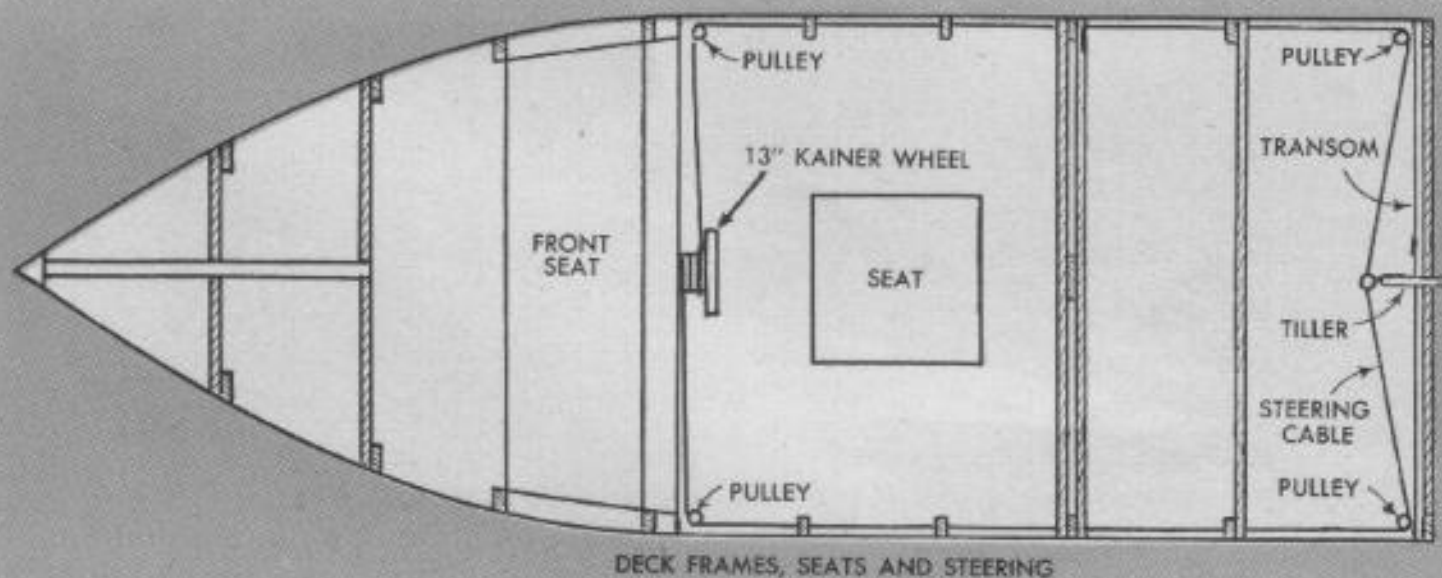 PULLEY
PULLEY
13" KAINER WHEEL
TRANSOM
FRONT
SEAT
SEAT
TILLER
STEERING
CABLE
PULLEY
PULLEY
DECK FRAMES, SEATS AND STEERING